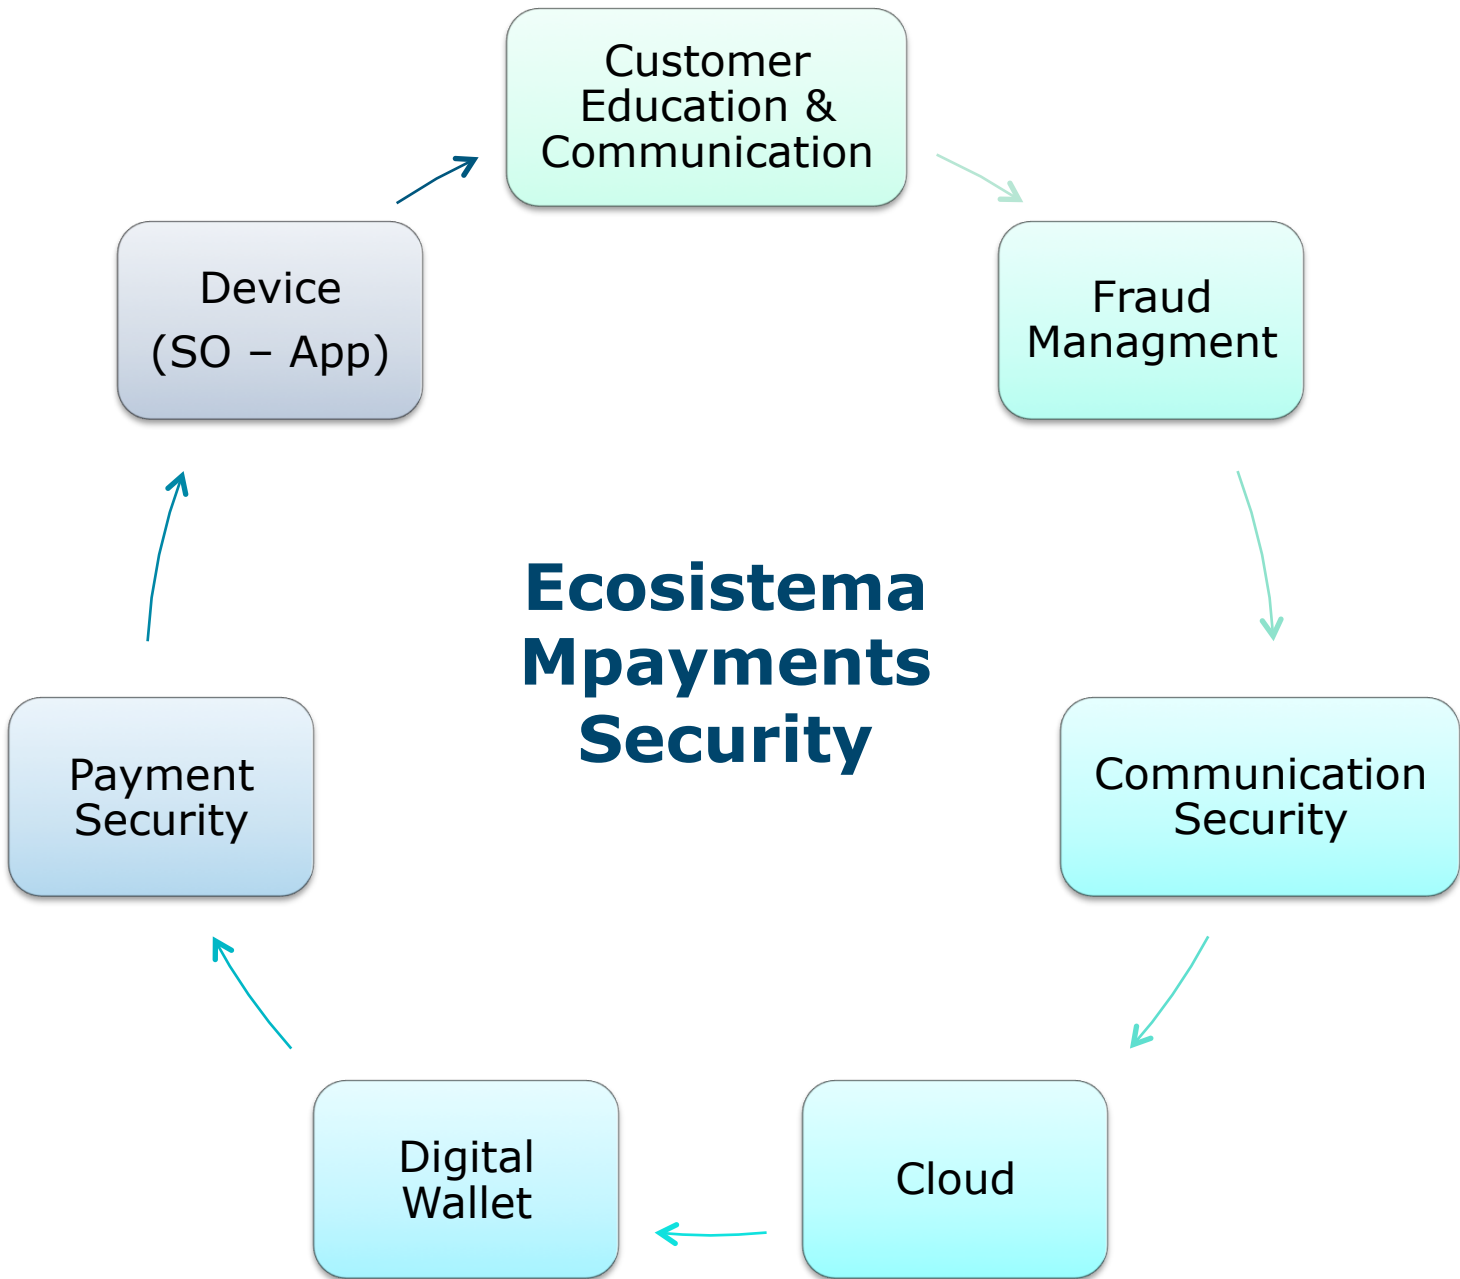 Customer
Education &
Communication
Device
(SO – App)
Fraud
Managment
Ecosistema
Mpayments
Security
Payment
Security
Communication
Security
Digital
Wallet
Cloud